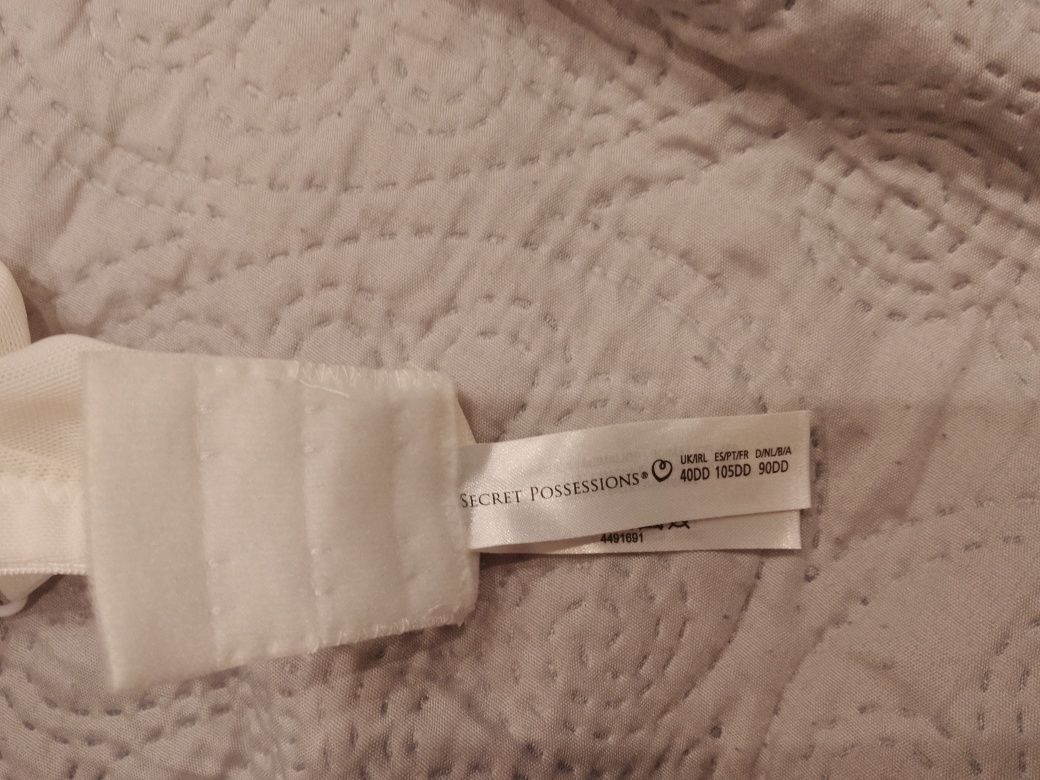 SECRET POSSESSIONS®
UK/IRL ES/PT/FR D/NL/B/A
40DD 105DD 90DD
4491691